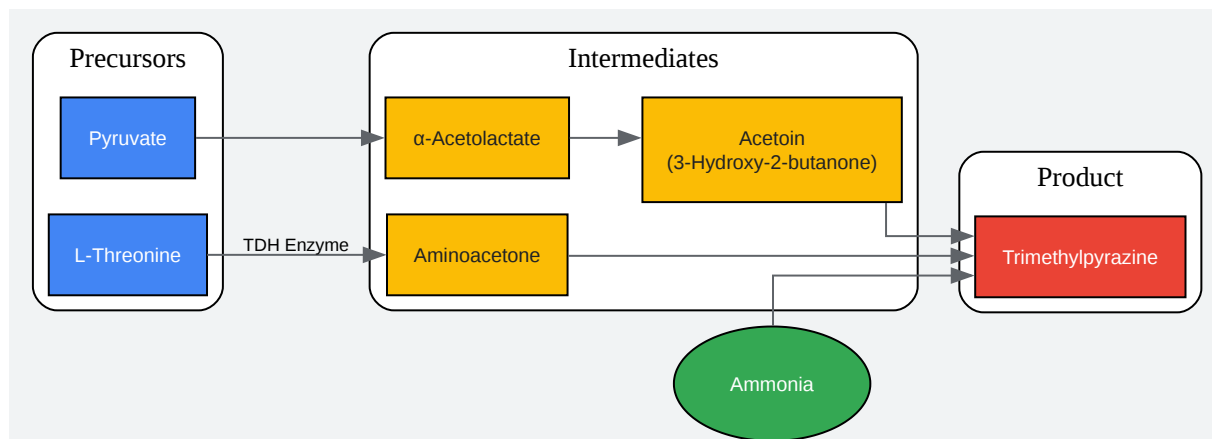 Precursors
Intermediates
Pyruvate
α-Acetolactate
Acetoin
(3-Hydroxy-2-butanone)
Product
L-Threonine
TDH Enzyme
Aminoacetone
Trimethylpyrazine
Ammonia